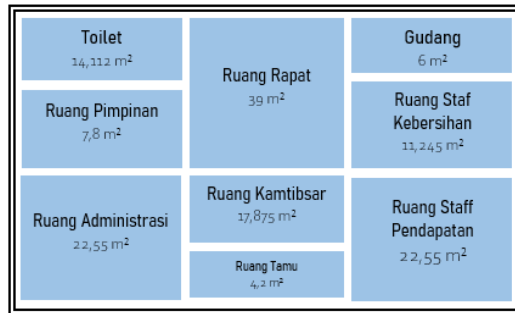 Toilet
14,112 m²
Ruang Pimpinan
7,8 m²
Ruang Administrasi
22,55 m²
Ruang Rapat
39 m²
Ruang Kamtibsar
17,875 m²
Ruang Tamu
4,2 m²
Gudang
6 m²
Ruang Staf
Kebersihan
11,245 m²
Ruang Staff
Pendapatan
22,55 m²